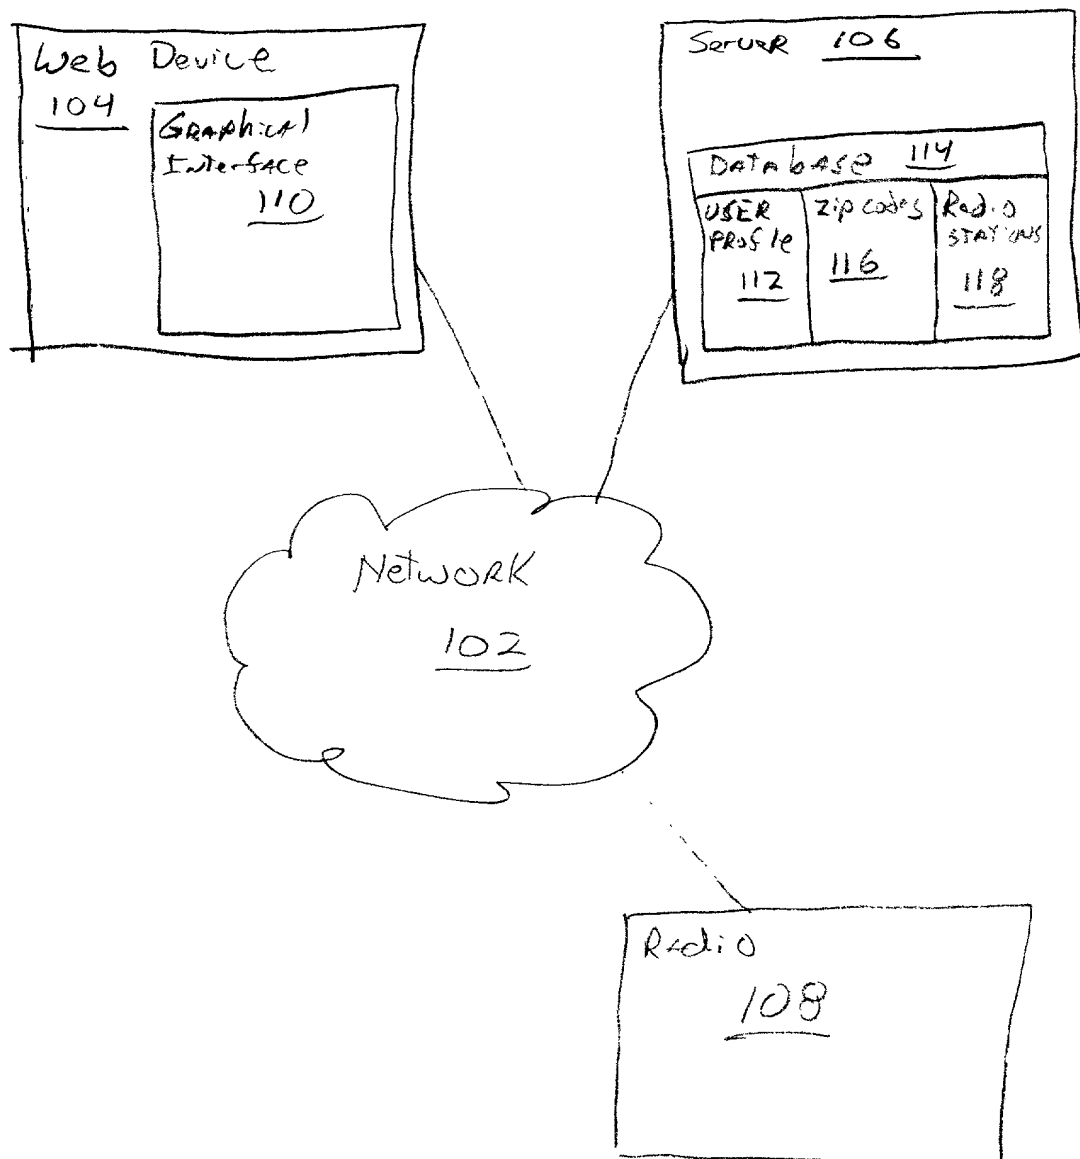 Web Device
104
Graphical
Interface
110
Server 106
Database 114
USER
Profile
112
Zip codes
116
Radio
STATIONS
118
Network
102
Radio
108